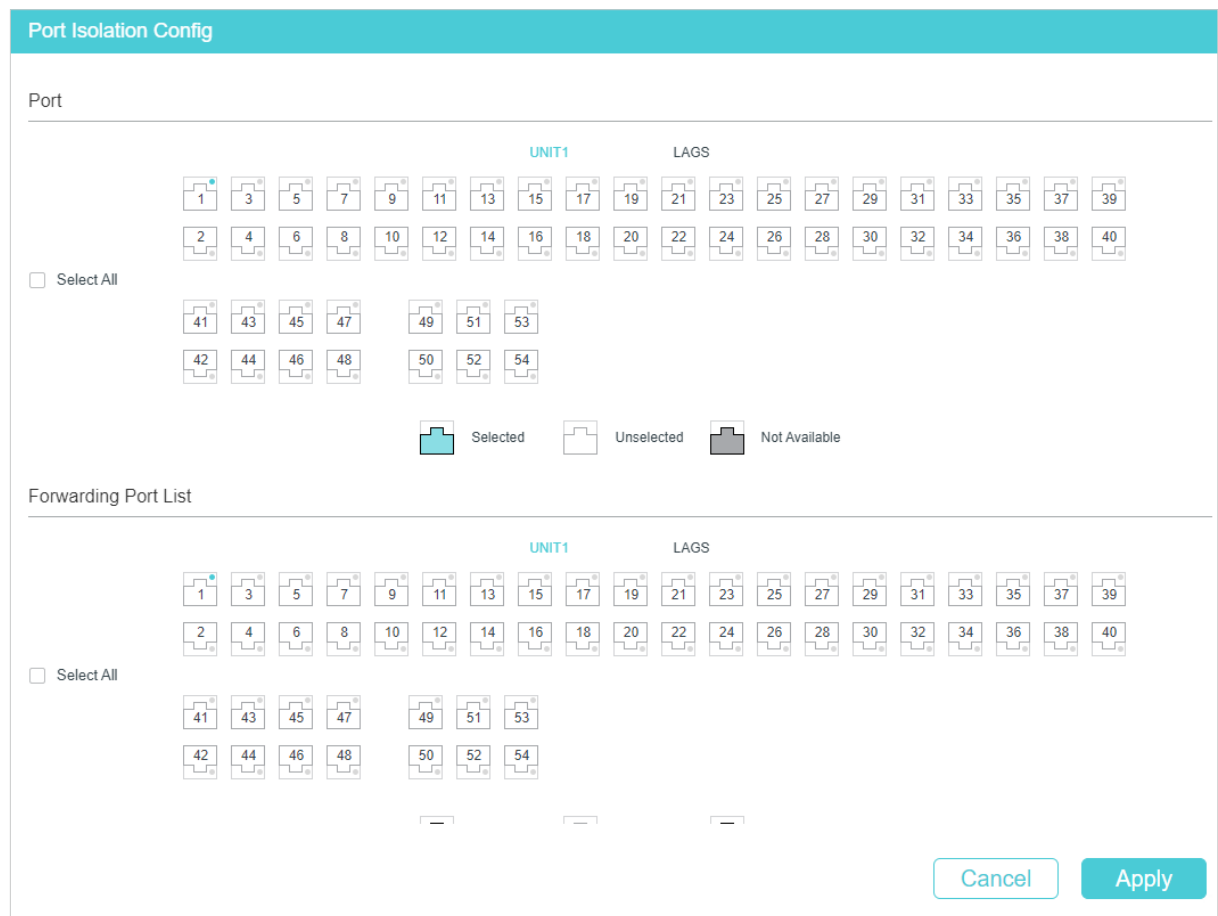 Port Isolation Config
Port
UNIT1 LAGS
1 3 5 7 9 11 13 15 17 19 21 23 25 27 29 31 33 35 37 39
2 4 6 8 10 12 14 16 18 20 22 24 26 28 30 32 34 36 38 40
Select All
41 43 45 47 49 51 53
42 44 46 48 50 52 54
Selected Unselected Not Available
Forwarding Port List
UNIT1 LAGS
1 3 5 7 9 11 13 15 17 19 21 23 25 27 29 31 33 35 37 39
2 4 6 8 10 12 14 16 18 20 22 24 26 28 30 32 34 36 38 40
Select All
41 43 45 47 49 51 53
42 44 46 48 50 52 54
Cancel Apply